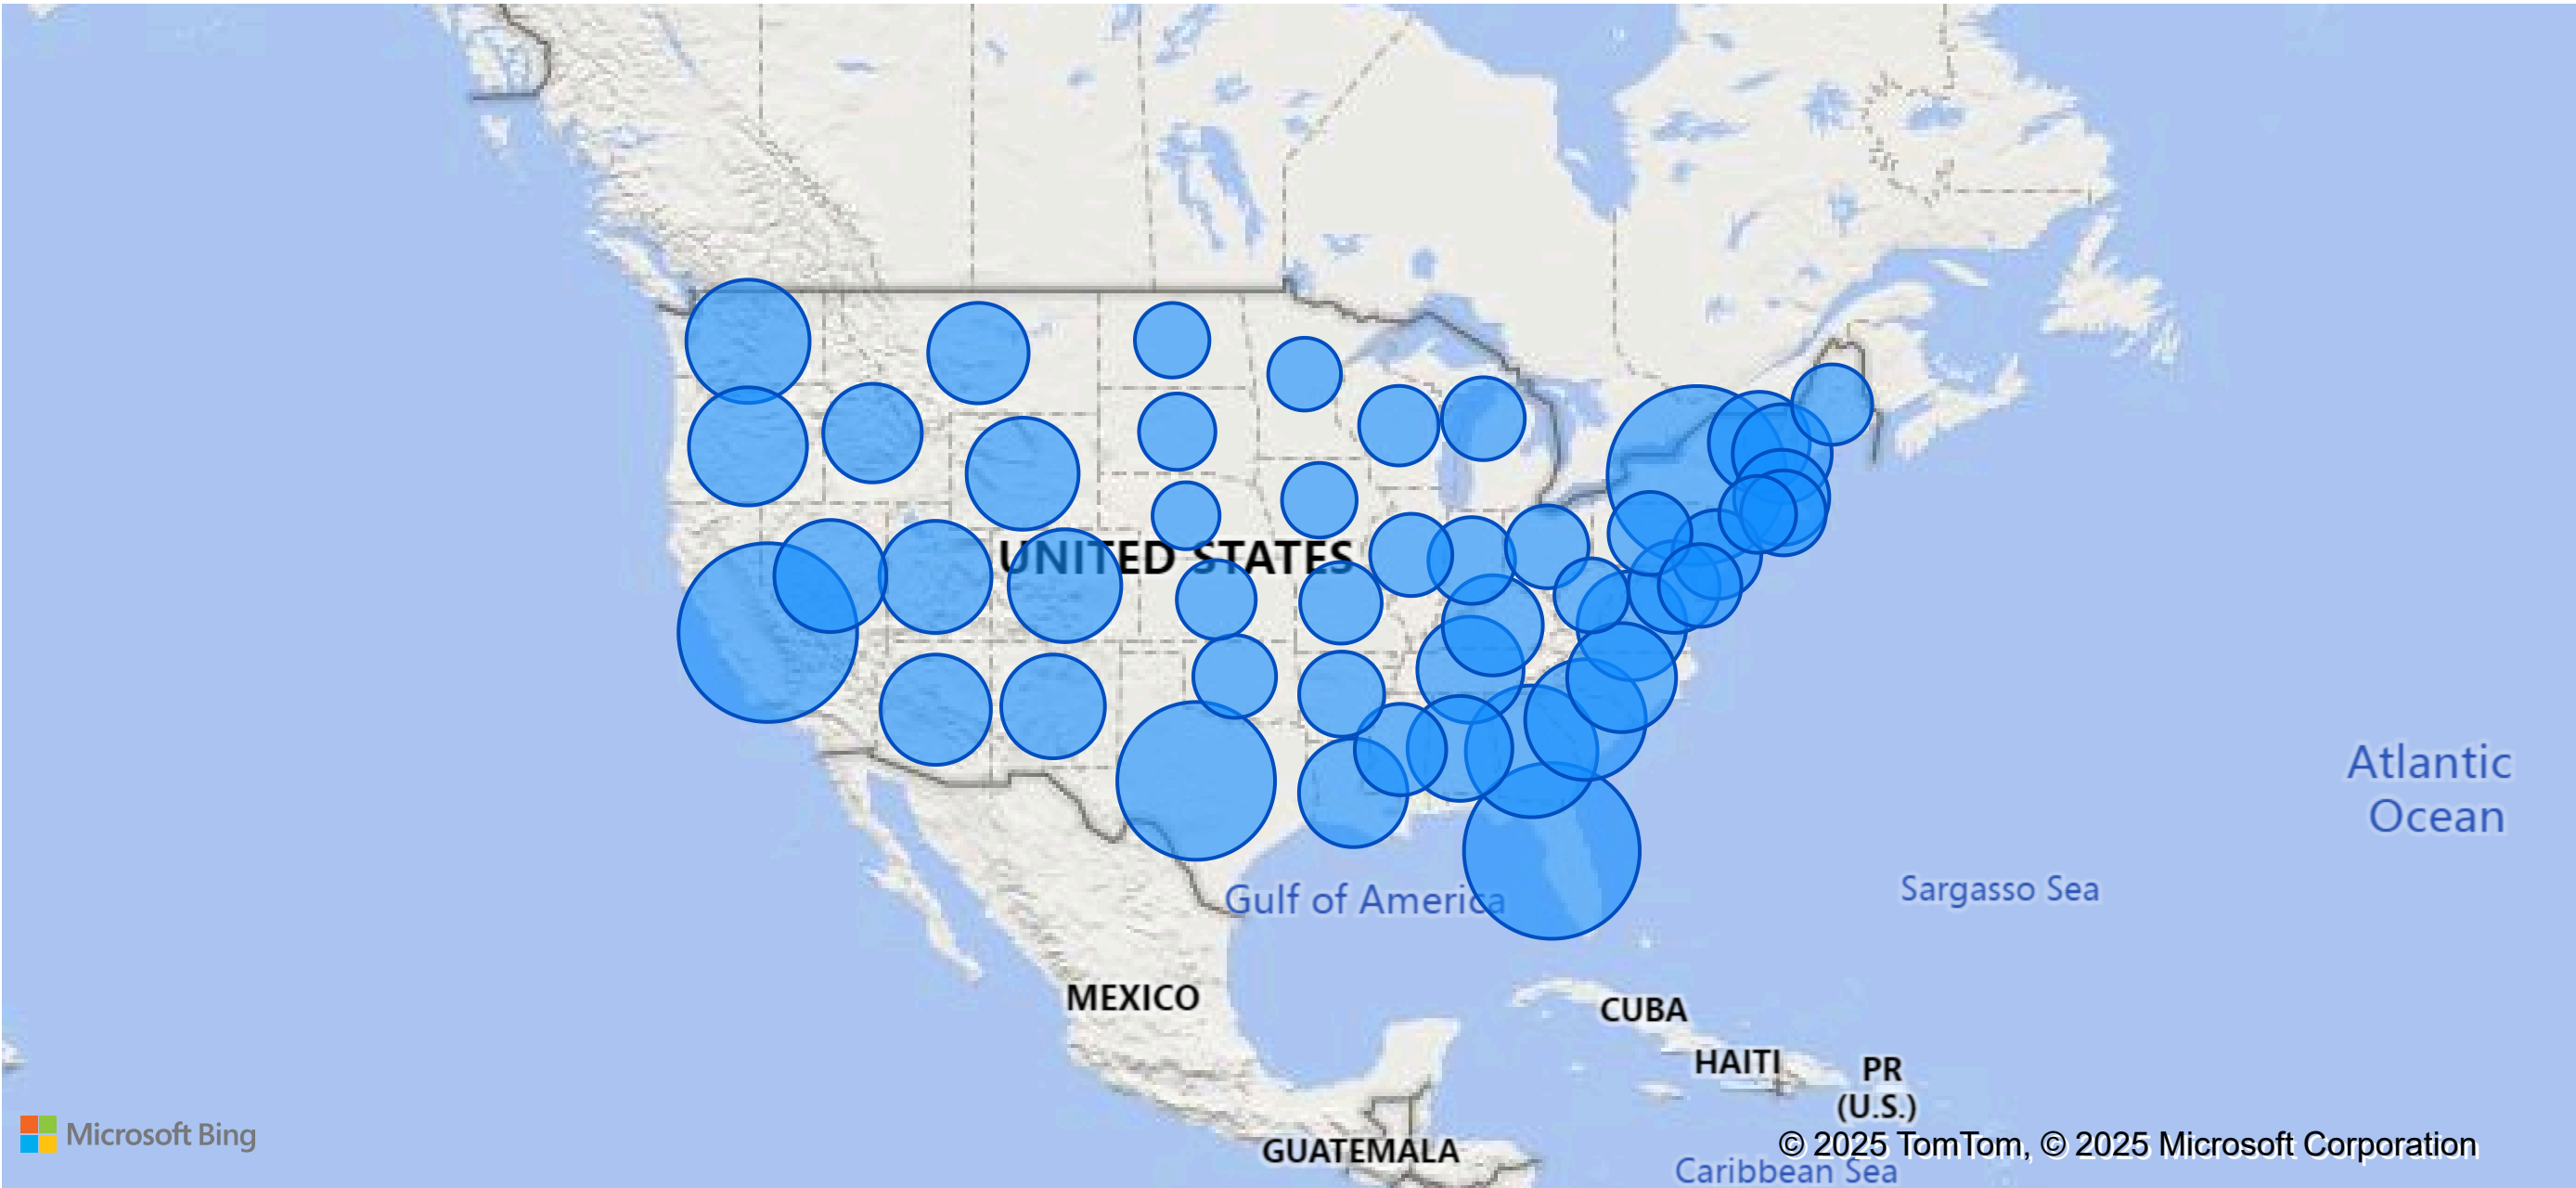 UNITED STATES
Atlantic
Ocean
Sargasso Sea
Gulf of America
MEXICO
CUBA
HAITI
PR
(U.S.)
Microsoft Bing
© 2025 TomTom, © 2025 Microsoft Corporation
GUATEMALA
Caribbean Sea